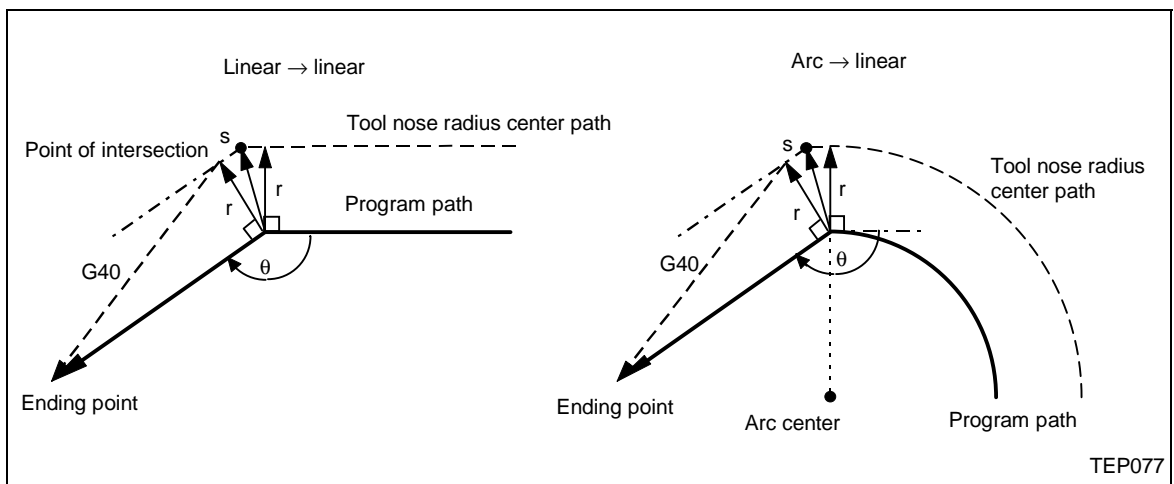 Linear → linear
s
Tool nose radius center path
Point of intersection
r
r
Program path
G40
θ
Ending point
Arc → linear
s
Tool nose radius
center path
r
r
G40
θ
Ending point
Arc center
Program path
TEP077